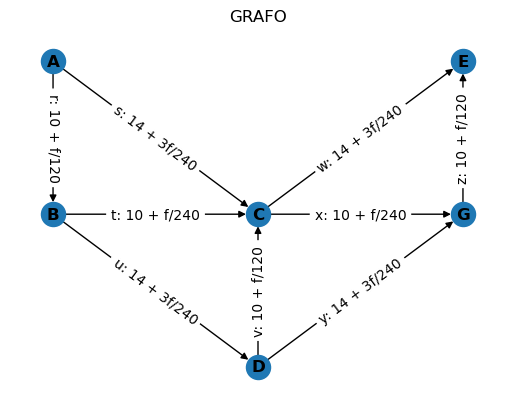 GRAFO
A
E
r: 10 + f/120
s: 14 + 3f/240
w: 14 + 3f/240
z: 10 + f/120
B
t: 10 + f/240
C
x: 10 + f/240
G
u: 14 + 3f/240
v: 10 + f/120
y: 14 + 3f/240
D